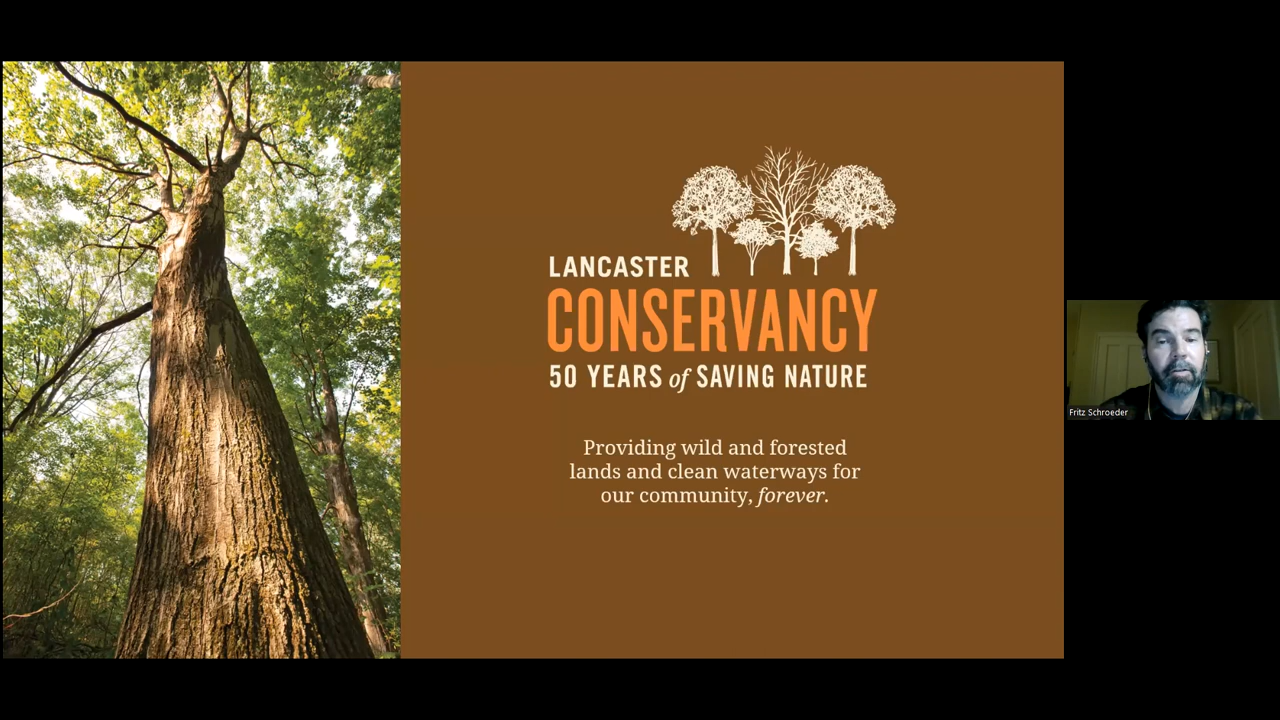 LANCASTER
CONSERVANCY
50 YEARS of SAVING NATURE
Providing wild and forested
lands and clean waterways for
our community, forever.
Fritz Schroeder